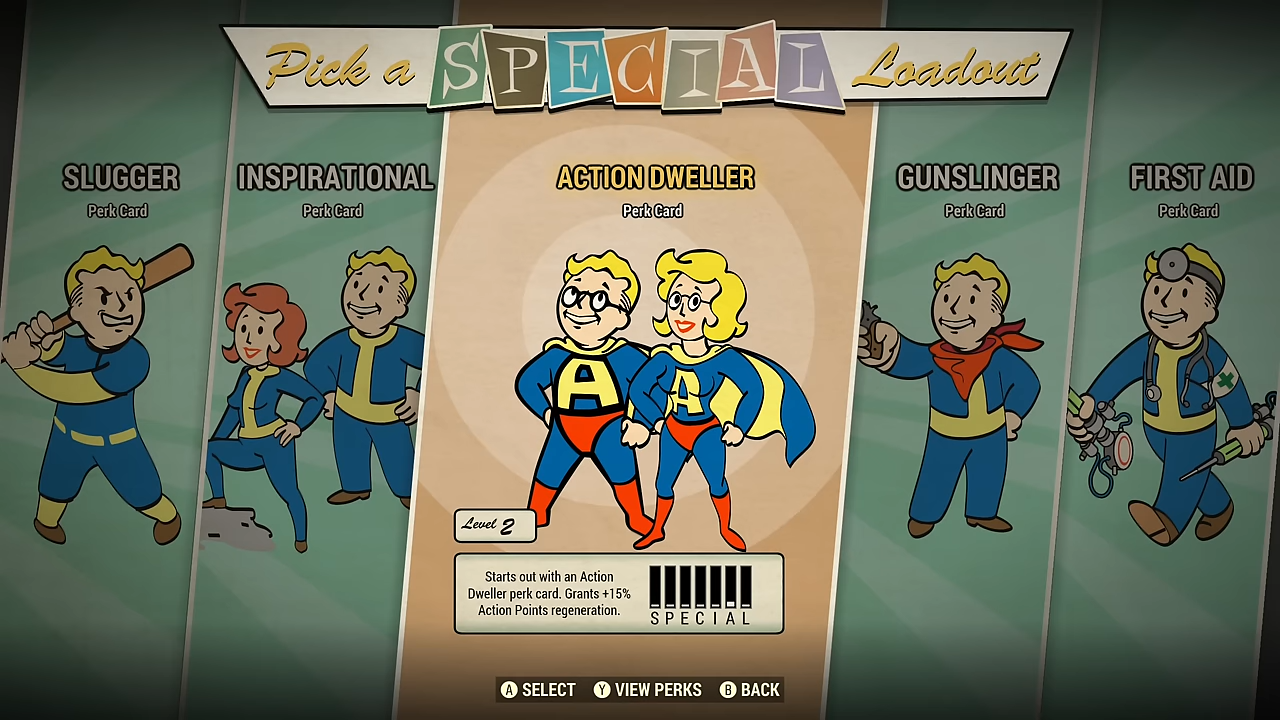 Pick a SPECIAL Loadout
SLUGGER
Perk Card
INSPIRATIONAL
Perk Card
ACTION DWELLER
Perk Card
A
A
Level 2
Starts out with an Action
Dweller perk card. Grants +15%
Action Points regeneration.
SPECIAL
GUNSLINGER
Perk Card
FIRST AID
Perk Card
A SELECT Y VIEW PERKS B BACK